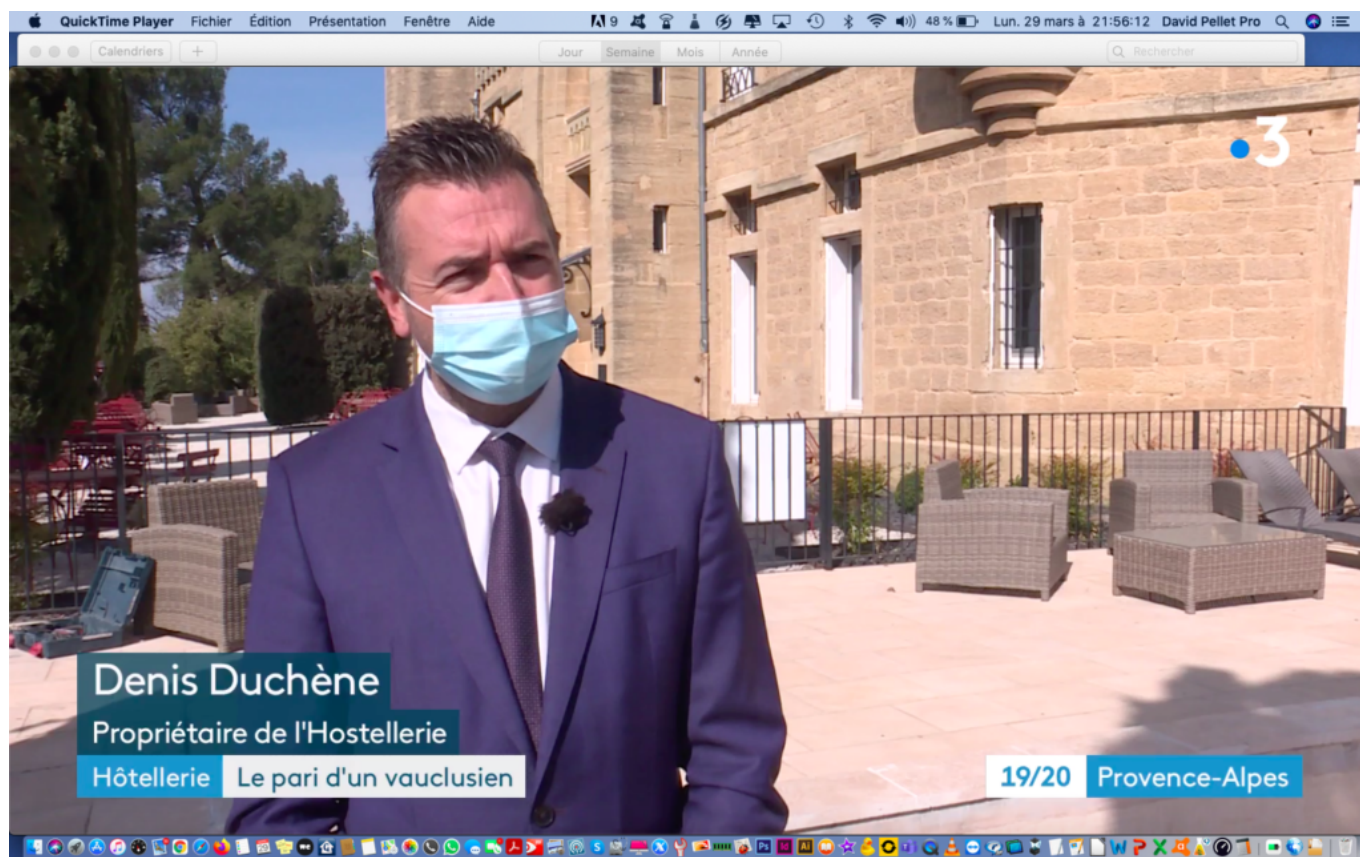 QuickTime Player Fichier Édition Présentation Fenêtre Aide 9 48 % Lun. 29 mars à 21:56:12 David Pellet Pro
Calendriers + Jour Semaine Mois Année Rechercher
3
Denis Duchène
Propriétaire de l'Hostellerie
Hôtellerie Le pari d'un vauclusien
19/20 Provence-Alpes